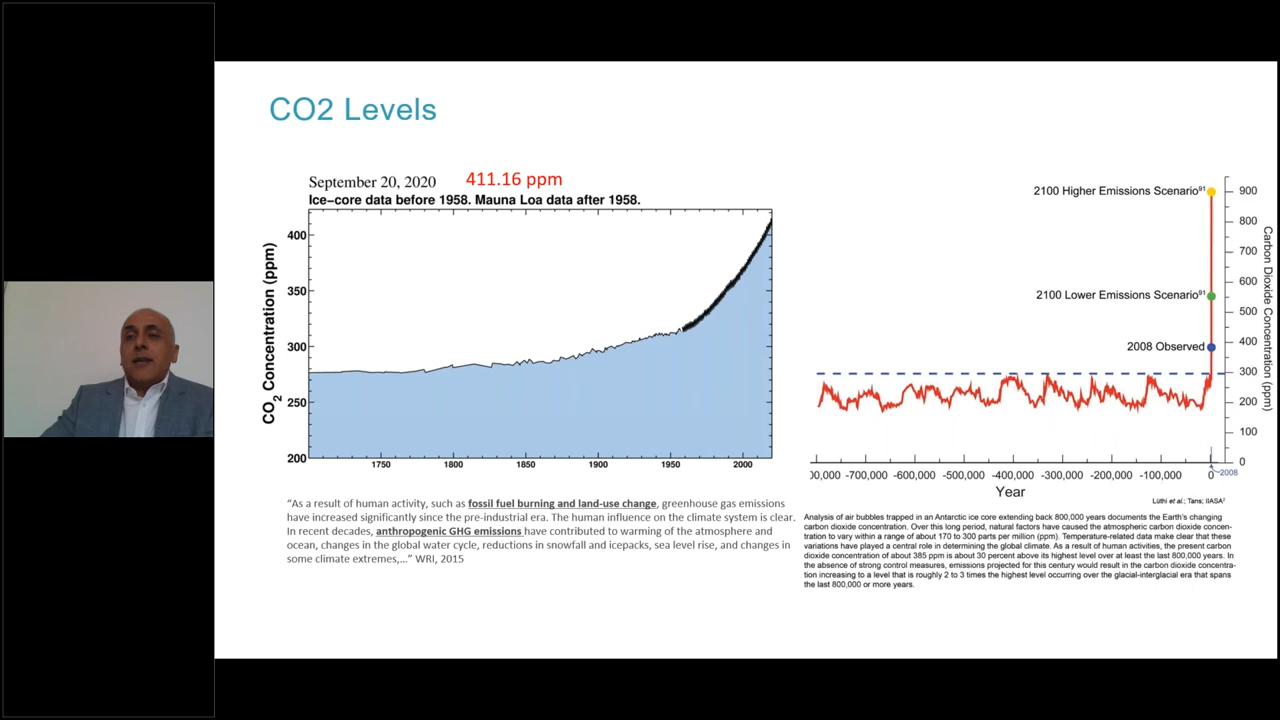 CO2 Levels
September 20, 2020 411.16 ppm
Ice-core data before 1958. Mauna Loa data after 1958.
CO2 Concentration (ppm)
400
350
300
250
200
1750 1800 1850 1900 1950 2000
“As a result of human activity, such as fossil fuel burning and land-use change, greenhouse gas emissions
have increased significantly since the pre-industrial era. The human influence on the climate system is clear.
In recent decades, anthropogenic GHG emissions have contributed to warming of the atmosphere and
ocean, changes in the global water cycle, reductions in snowfall and icepacks, sea level rise, and changes in
some climate extremes,…” WRI, 2015
2100 Higher Emissions Scenario91
2100 Lower Emissions Scenario91
2008 Observed
900
800
700
600
500
400
300
200
100
0
Carbon Dioxide Concentration (ppm)
00,000 -700,000 -600,000 -500,000 -400,000 -300,000 -200,000 -100,000 0
2008
Year
Lüthi et al.; Tans; IIASA2
Analysis of air bubbles trapped in an Antarctic ice core extending back 800,000 years documents the Earth's changing
carbon dioxide concentration. Over this long period, natural factors have caused the atmospheric carbon dioxide concen-
tration to vary within a range of about 170 to 300 parts per million (ppm). Temperature-related data make clear that these
variations have played a central role in determining the global climate. As a result of human activities, the present carbon
dioxide concentration of about 385 ppm is about 30 percent above its highest level over at least the last 800,000 years. In
the absence of strong control measures, emissions projected for this century would result in the carbon dioxide concentra-
tion increasing to a level that is roughly 2 to 3 times the highest level occurring over the glacial-interglacial era that spans
the last 800,000 or more years.